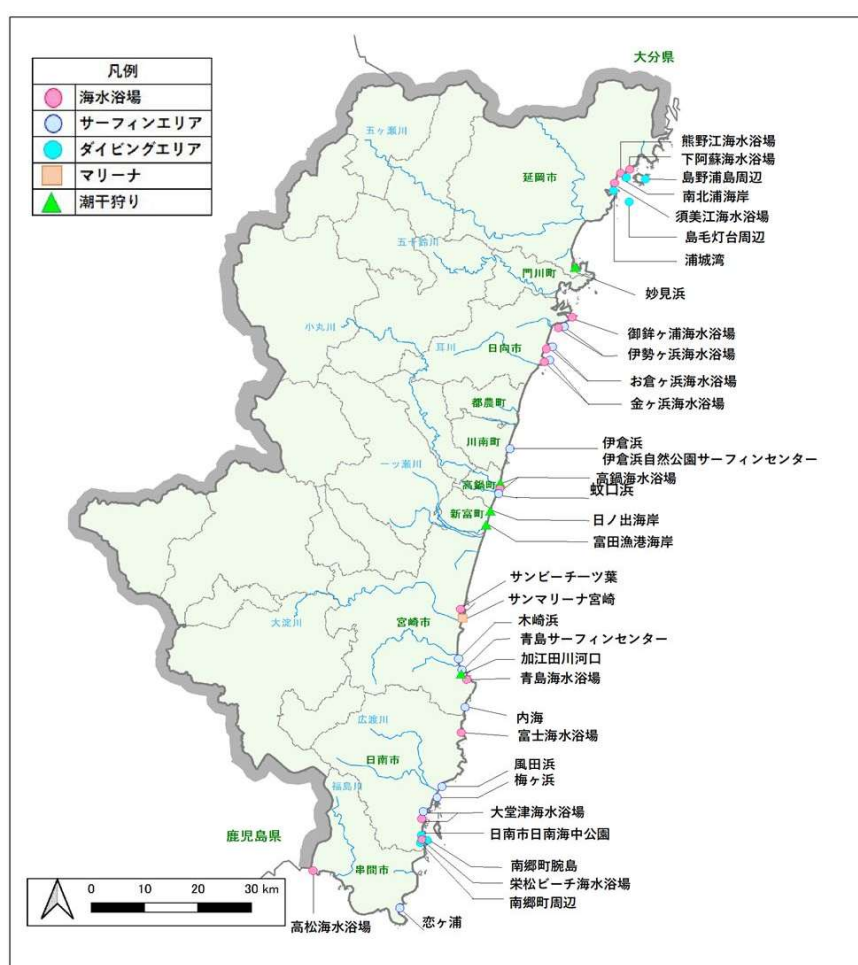 凡例
海水浴場
サーフィンエリア
ダイビングエリア
マリーナ
潮干狩り
大分県
五ヶ瀬川
延岡市
熊野江海水浴場
下阿蘇海水浴場
島野浦島周辺
南北浦海岸
須美江海水浴場
島毛灯台周辺
浦城湾
五十鈴川
門川町
妙見浜
小丸川
耳川
日向市
御鉾ヶ浦海水浴場
伊勢ヶ浜海水浴場
お倉ヶ浜海水浴場
金ヶ浜海水浴場
都農町
川南町
伊倉浜
伊倉浜自然公園サーフィンセンター
一ツ瀬川
高鍋町
高鍋海水浴場
蚊口浜
新富町
日ノ出海岸
富田漁港海岸
サンビーチ一ツ葉
サンマリーナ宮崎
大淀川
宮崎市
木崎浜
青島サーフィンセンター
加江田川河口
青島海水浴場
内海
広渡川
富士海水浴場
日南市
風田浜
梅ヶ浜
福島川
大堂津海水浴場
日南市日南海中公園
鹿児島県
南郷町腕島
串間市
栄松ビーチ海水浴場
南郷町周辺
0 10 20 30 km
高松海水浴場
恋ヶ浦